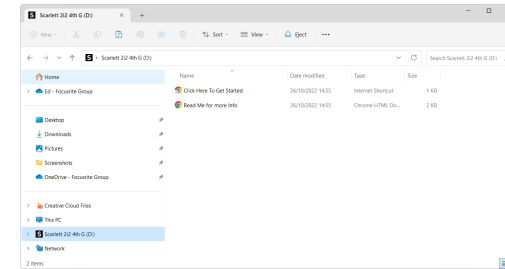 Scarlett 2i2 4th G (D:)
New Sort View Eject
Scarlett 2i2 4th G (D:) Search Scarlett 2i2 4th G (D:)
Home
Ed - Focusrite Group
Desktop
Downloads
Pictures
Screenshots
OneDrive - Focusrite Group
Creative Cloud Files
This PC
Scarlett 2i2 4th G (D:)
Network
Name Date modified Type Size
Click Here To Get Started 26/10/2022 14:55 Internet Shortcut 1 KB
Read Me for more Info 26/10/2022 14:55 Chrome HTML Do... 2 KB
2 items